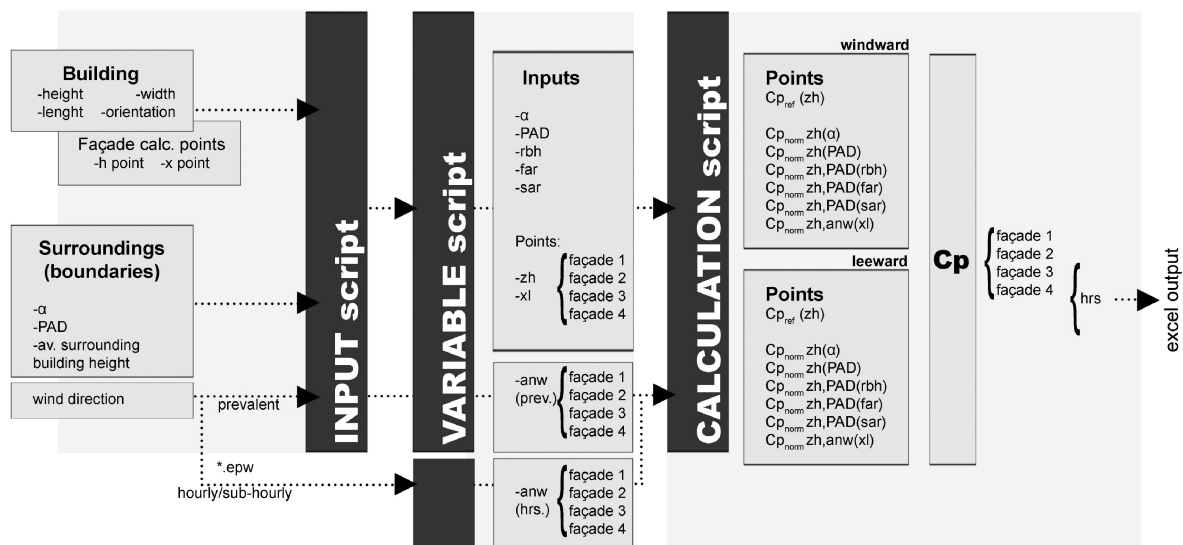 Building
-height -width
-lenght -orientation
Façade calc. points
-h point -x point
Surroundings
(boundaries)
-α
-PAD
-av. surrounding
building height
wind direction
prevalent
*.epw
hourly/sub-hourly
INPUT script
VARIABLE script
Inputs
-α
-PAD
-rbh
-far
-sar
Points:
-zh
-xl
façade 1
façade 2
façade 3
façade 4
-anw
(prev.)
façade 1
façade 2
façade 3
façade 4
-anw
(hrs.)
façade 1
façade 2
façade 3
façade 4
CALCULATION script
windward
Points
Cpref (zh)
Cpnorm zh(α)
Cpnorm zh(PAD)
Cpnorm zh,PAD(rbh)
Cpnorm zh,PAD(far)
Cpnorm zh,PAD(sar)
Cpnorm zh,anw(xl)
leeward
Points
Cpref (zh)
Cpnorm zh(α)
Cpnorm zh(PAD)
Cpnorm zh,PAD(rbh)
Cpnorm zh,PAD(far)
Cpnorm zh,PAD(sar)
Cpnorm zh,anw(xl)
Cp
façade 1
façade 2
façade 3
façade 4
hrs
excel output